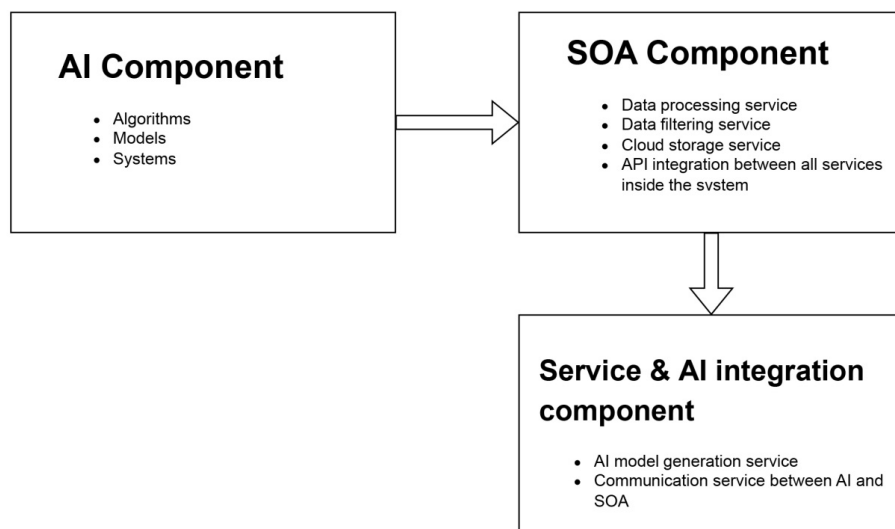 AI Component
Algorithms
Models
Systems
SOA Component
Data processing service
Data filtering service
Cloud storage service
API integration between all services
inside the system
Service & AI integration
component
AI model generation service
Communication service between AI and
SOA